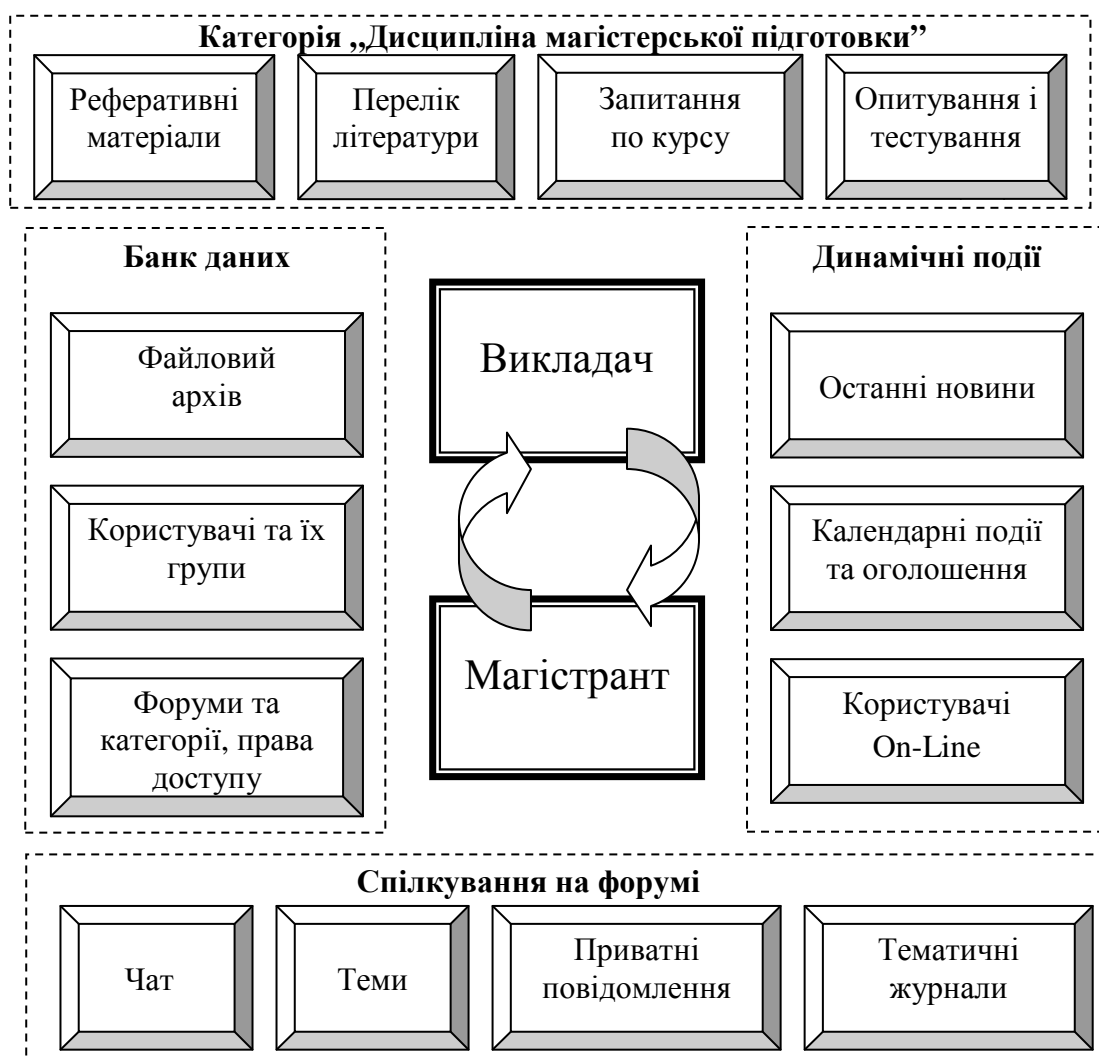 Категорія „Дисципліна магістерської підготовки”
Реферативні
матеріали
Перелік
літератури
Запитання
по курсу
Опитування і
тестування
Банк даних
Файловий
архів
Користувачі та їх
групи
Форуми та
категорії, права
доступу
Викладач
Магістрант
Динамічні події
Останні новини
Календарні події
та оголошення
Користувачі
On-Line
Спілкування на форумі
Чат
Теми
Приватні
повідомлення
Тематичні
журнали